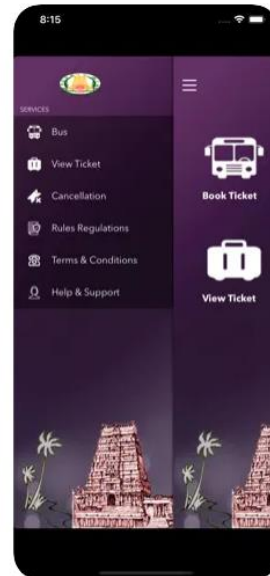 8:15
SERVICES
Bus
View Ticket
Cancellation
Rules Regulations
Terms & Conditions
Help & Support
Book Ticket
View Ticket